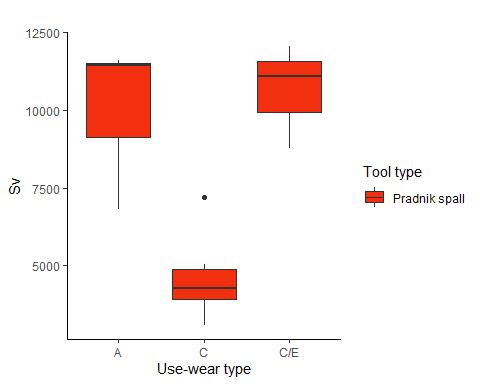 12500
10000
7500
5000
Sv
A
C
C/E
Use-wear type
Tool type
Pradnik spall